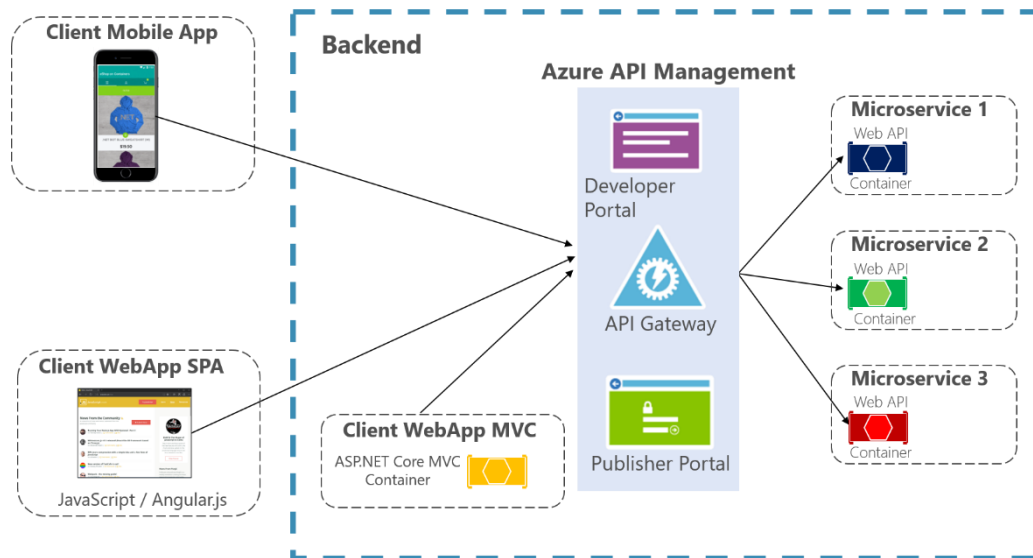 Client Mobile App
.NET
Backend
Azure API Management
Developer
Portal
API Gateway
Publisher Portal
Microservice 1
Web API
Container
Microservice 2
Web API
Container
Microservice 3
Web API
Container
Client WebApp SPA
JavaScript / Angular.js
Client WebApp MVC
ASP.NET Core MVC
Container